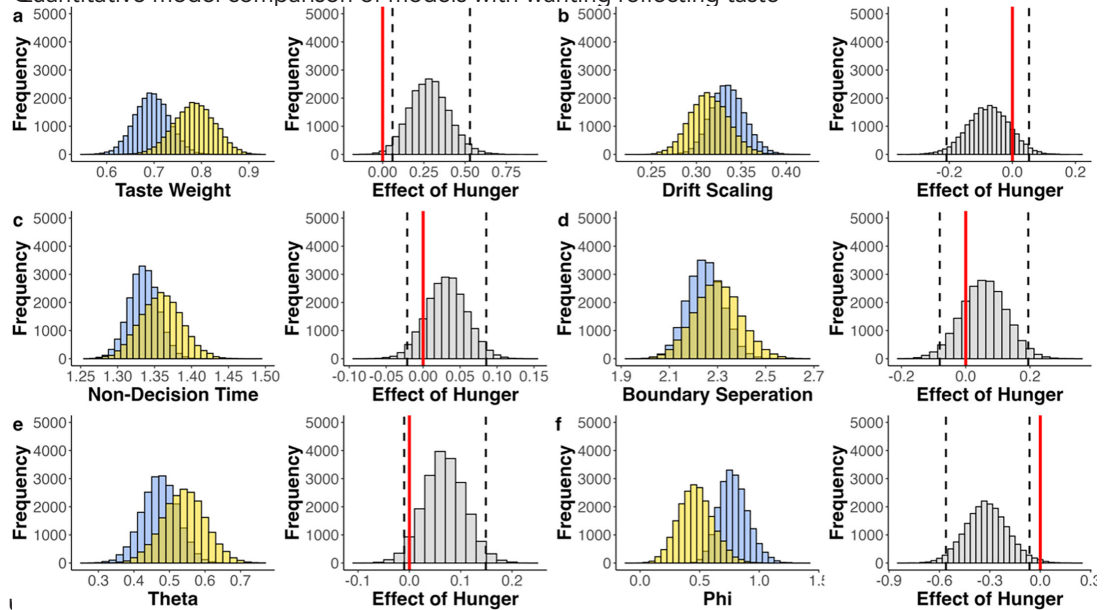 Quantitative model comparison of models with wanting reflecting taste
a
5000
4000
3000
2000
1000
0
Frequency
0.6 0.7 0.8 0.9
Taste Weight
5000
4000
3000
2000
1000
0
Frequency
0.00 0.25 0.50 0.75
Effect of Hunger
b
5000
4000
3000
2000
1000
0
Frequency
0.25 0.30 0.35 0.40
Drift Scaling
5000
4000
3000
2000
1000
0
Frequency
-0.2 0.0 0.2
Effect of Hunger
c
5000
4000
3000
2000
1000
0
Frequency
1.25 1.30 1.35 1.40 1.45 1.50
Non-Decision Time
5000
4000
3000
2000
1000
0
Frequency
-0.10 -0.05 0.00 0.05 0.10 0.15
Effect of Hunger
d
5000
4000
3000
2000
1000
0
Frequency
1.9 2.1 2.3 2.5 2.7
Boundary Seperation
5000
4000
3000
2000
1000
0
Frequency
-0.2 0.0 0.2
Effect of Hunger
e
5000
4000
3000
2000
1000
0
Frequency
0.3 0.4 0.5 0.6 0.7
Theta
5000
4000
3000
2000
1000
0
Frequency
-0.1 0.0 0.1 0.2
Effect of Hunger
f
5000
4000
3000
2000
1000
0
Frequency
0.0 0.5 1.0
Phi
5000
4000
3000
2000
1000
0
Frequency
-0.9 -0.6 -0.3 0.0 0.3
Effect of Hunger